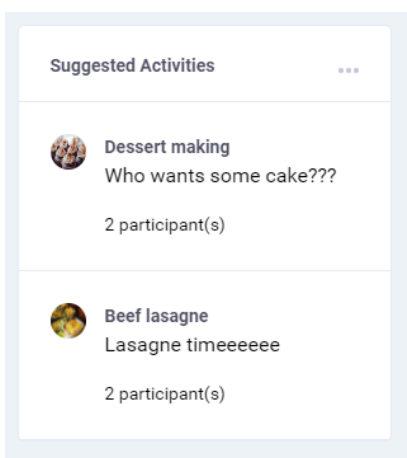 Suggested Activities
Dessert making
Who wants some cake???
2 participant(s)
Beef lasagne
Lasagne timeeeeee
2 participant(s)